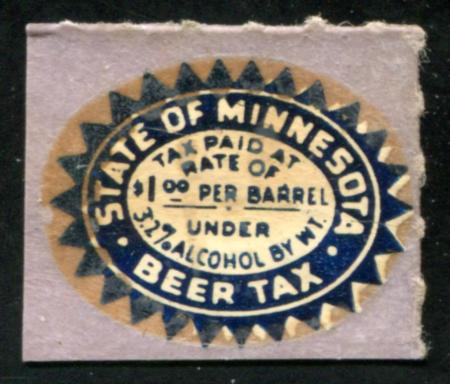 STATE OF MINNESOTA
TAX PAID AT
RATE OF
$1.00 PER BARREL
UNDER
3.2% ALCOHOL BY WT.
• BEER TAX •